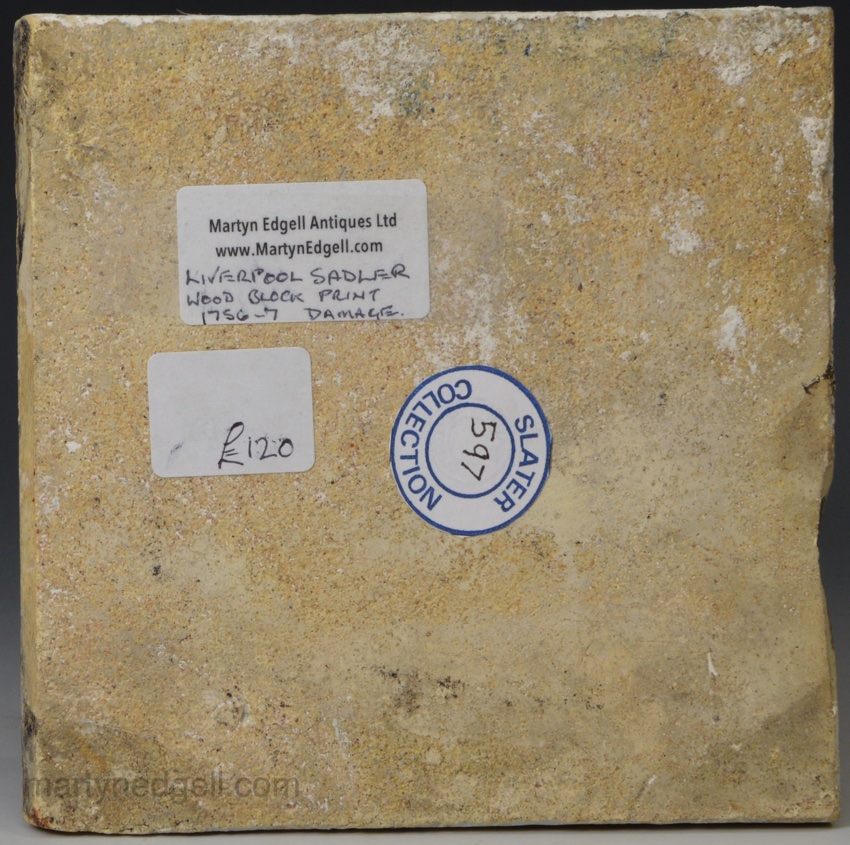 Martyn Edgell Antiques Ltd
www.MartynEdgell.com
LIVERPOOL SADLER
WOOD BLOCK PRINT
1756-7 DAMAGE.
£120
SLATER
COLLECTION
597
martynedgell.com